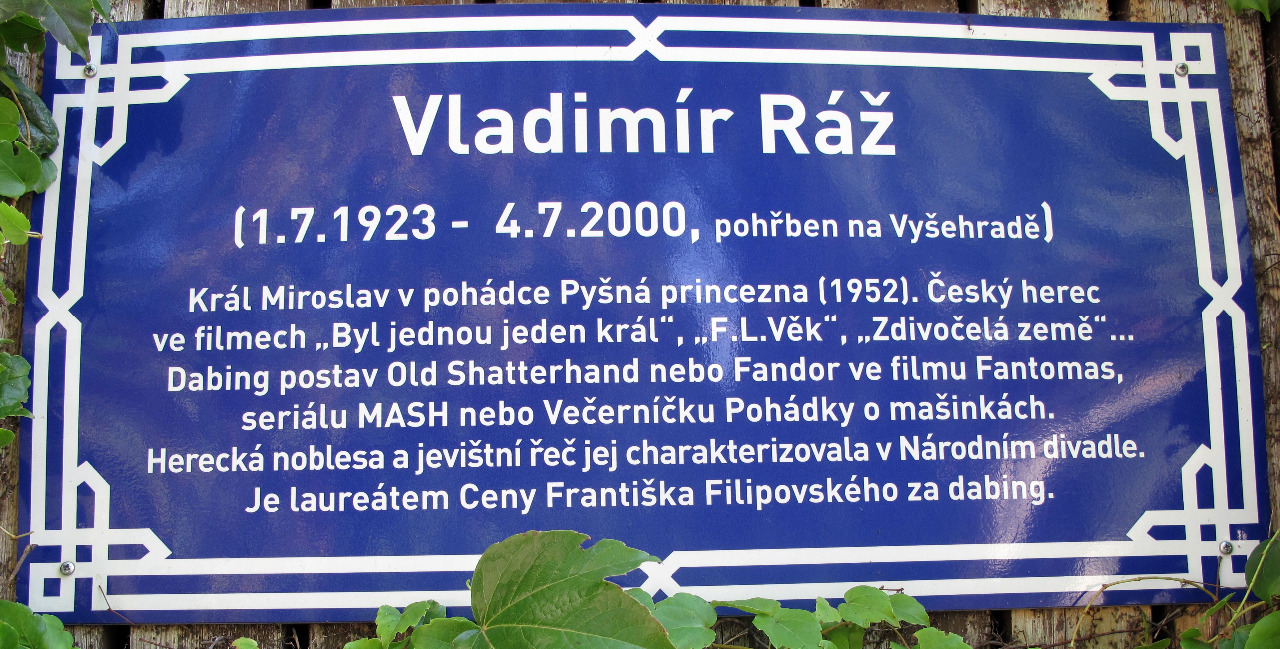 Vladimír Ráž
(1.7.1923 - 4.7.2000, pohřben na Vyšehradě)
Král Miroslav v pohádce Pyšná princezna (1952). Český herec
ve filmech „Byl jednou jeden král“, „F.L.Věk“, „Zdivočelá země“...
Dabing postav Old Shatterhand nebo Fandor ve filmu Fantomas,
seriálu MASH nebo Večerníčku Pohádky o mašinkách.
Herecká noblesa a jevištní řeč jej charakterizovala v Národním divadle.
Je laureátem Ceny Františka Filipovského za dabing.